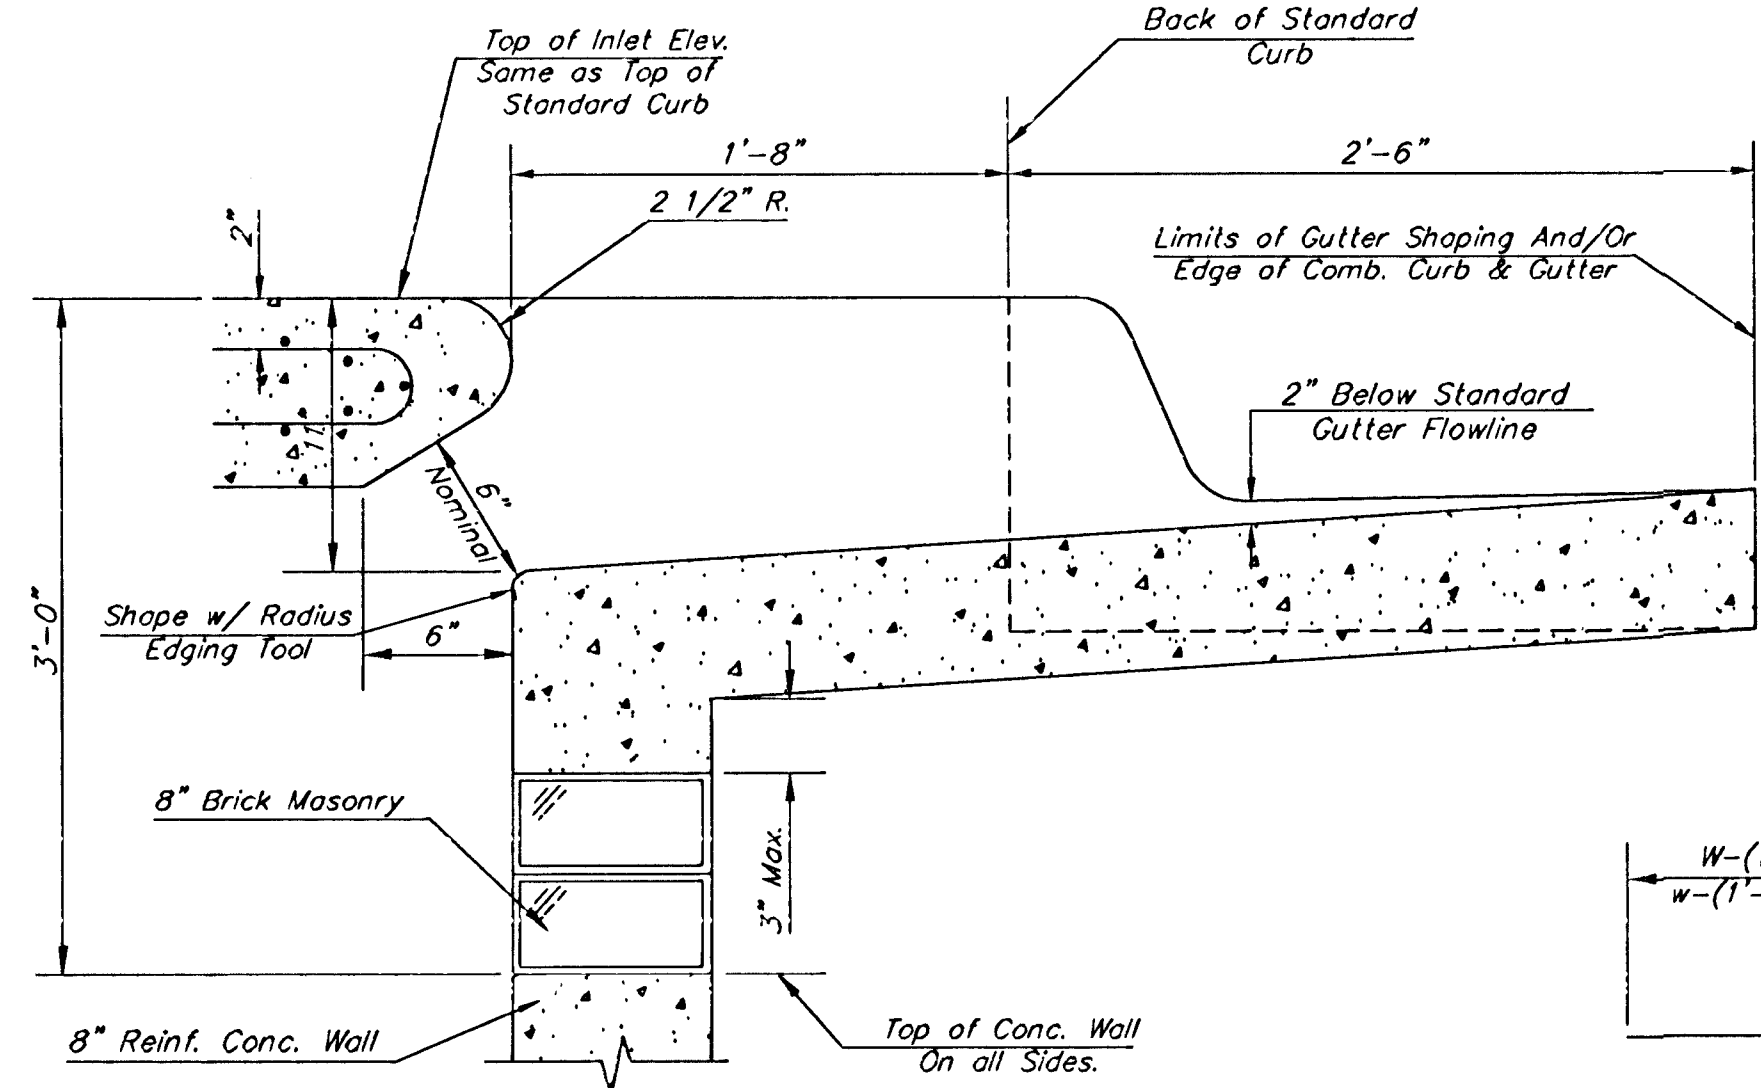 Back of Standard
Curb
Top of Inlet Elev.
Same as Top of
Standard Curb
1'-8"
2'-6"
2 1/2" R.
2"
Limits of Gutter Shaping And/Or
Edge of Comb. Curb & Gutter
2" Below Standard
Gutter Flowline
11
6"
Nominal
3'-0"
Shape w/ Radius
Edging Tool
6"
8" Brick Masonry
3" Max.
W-(
w-(1'-
8" Reinf. Conc. Wall
Top of Conc. Wall
On all Sides.